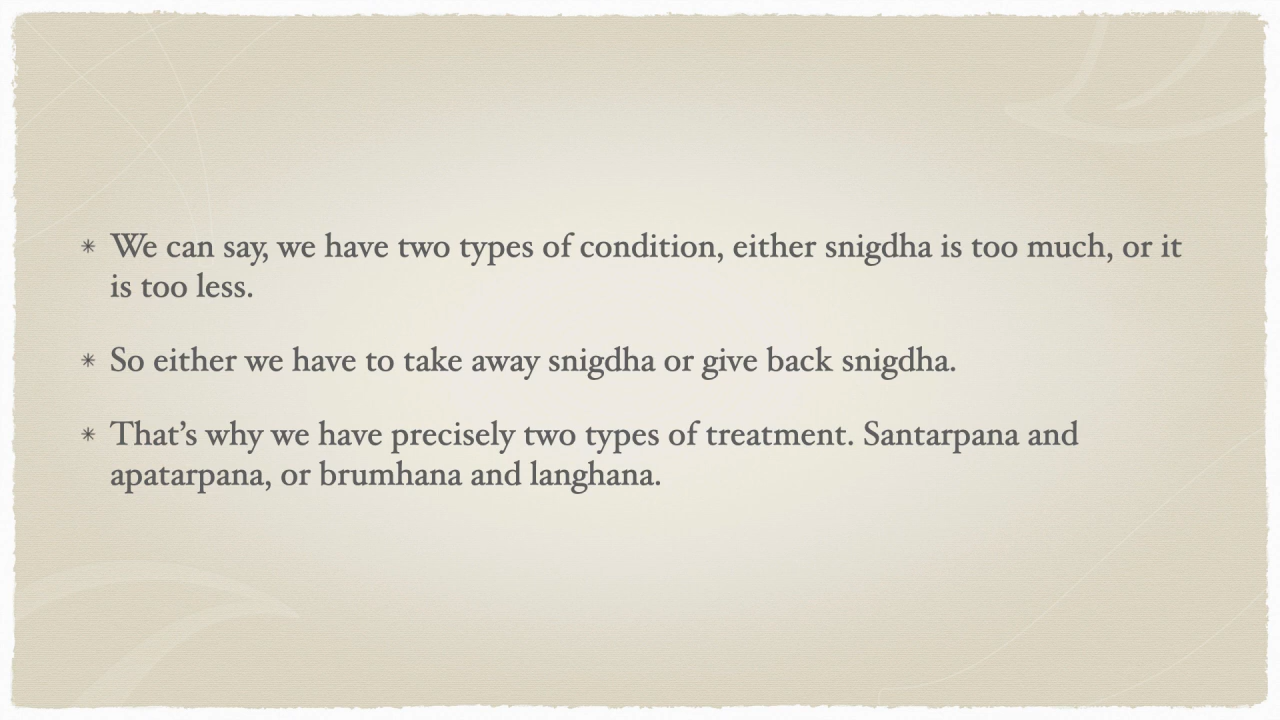 * We can say, we have two types of condition, either snigdha is too much, or it
is too less.
* So either we have to take away snigdha or give back snigdha.
* That’s why we have precisely two types of treatment. Santarpana and
apatarpana, or brumhana and langhana.